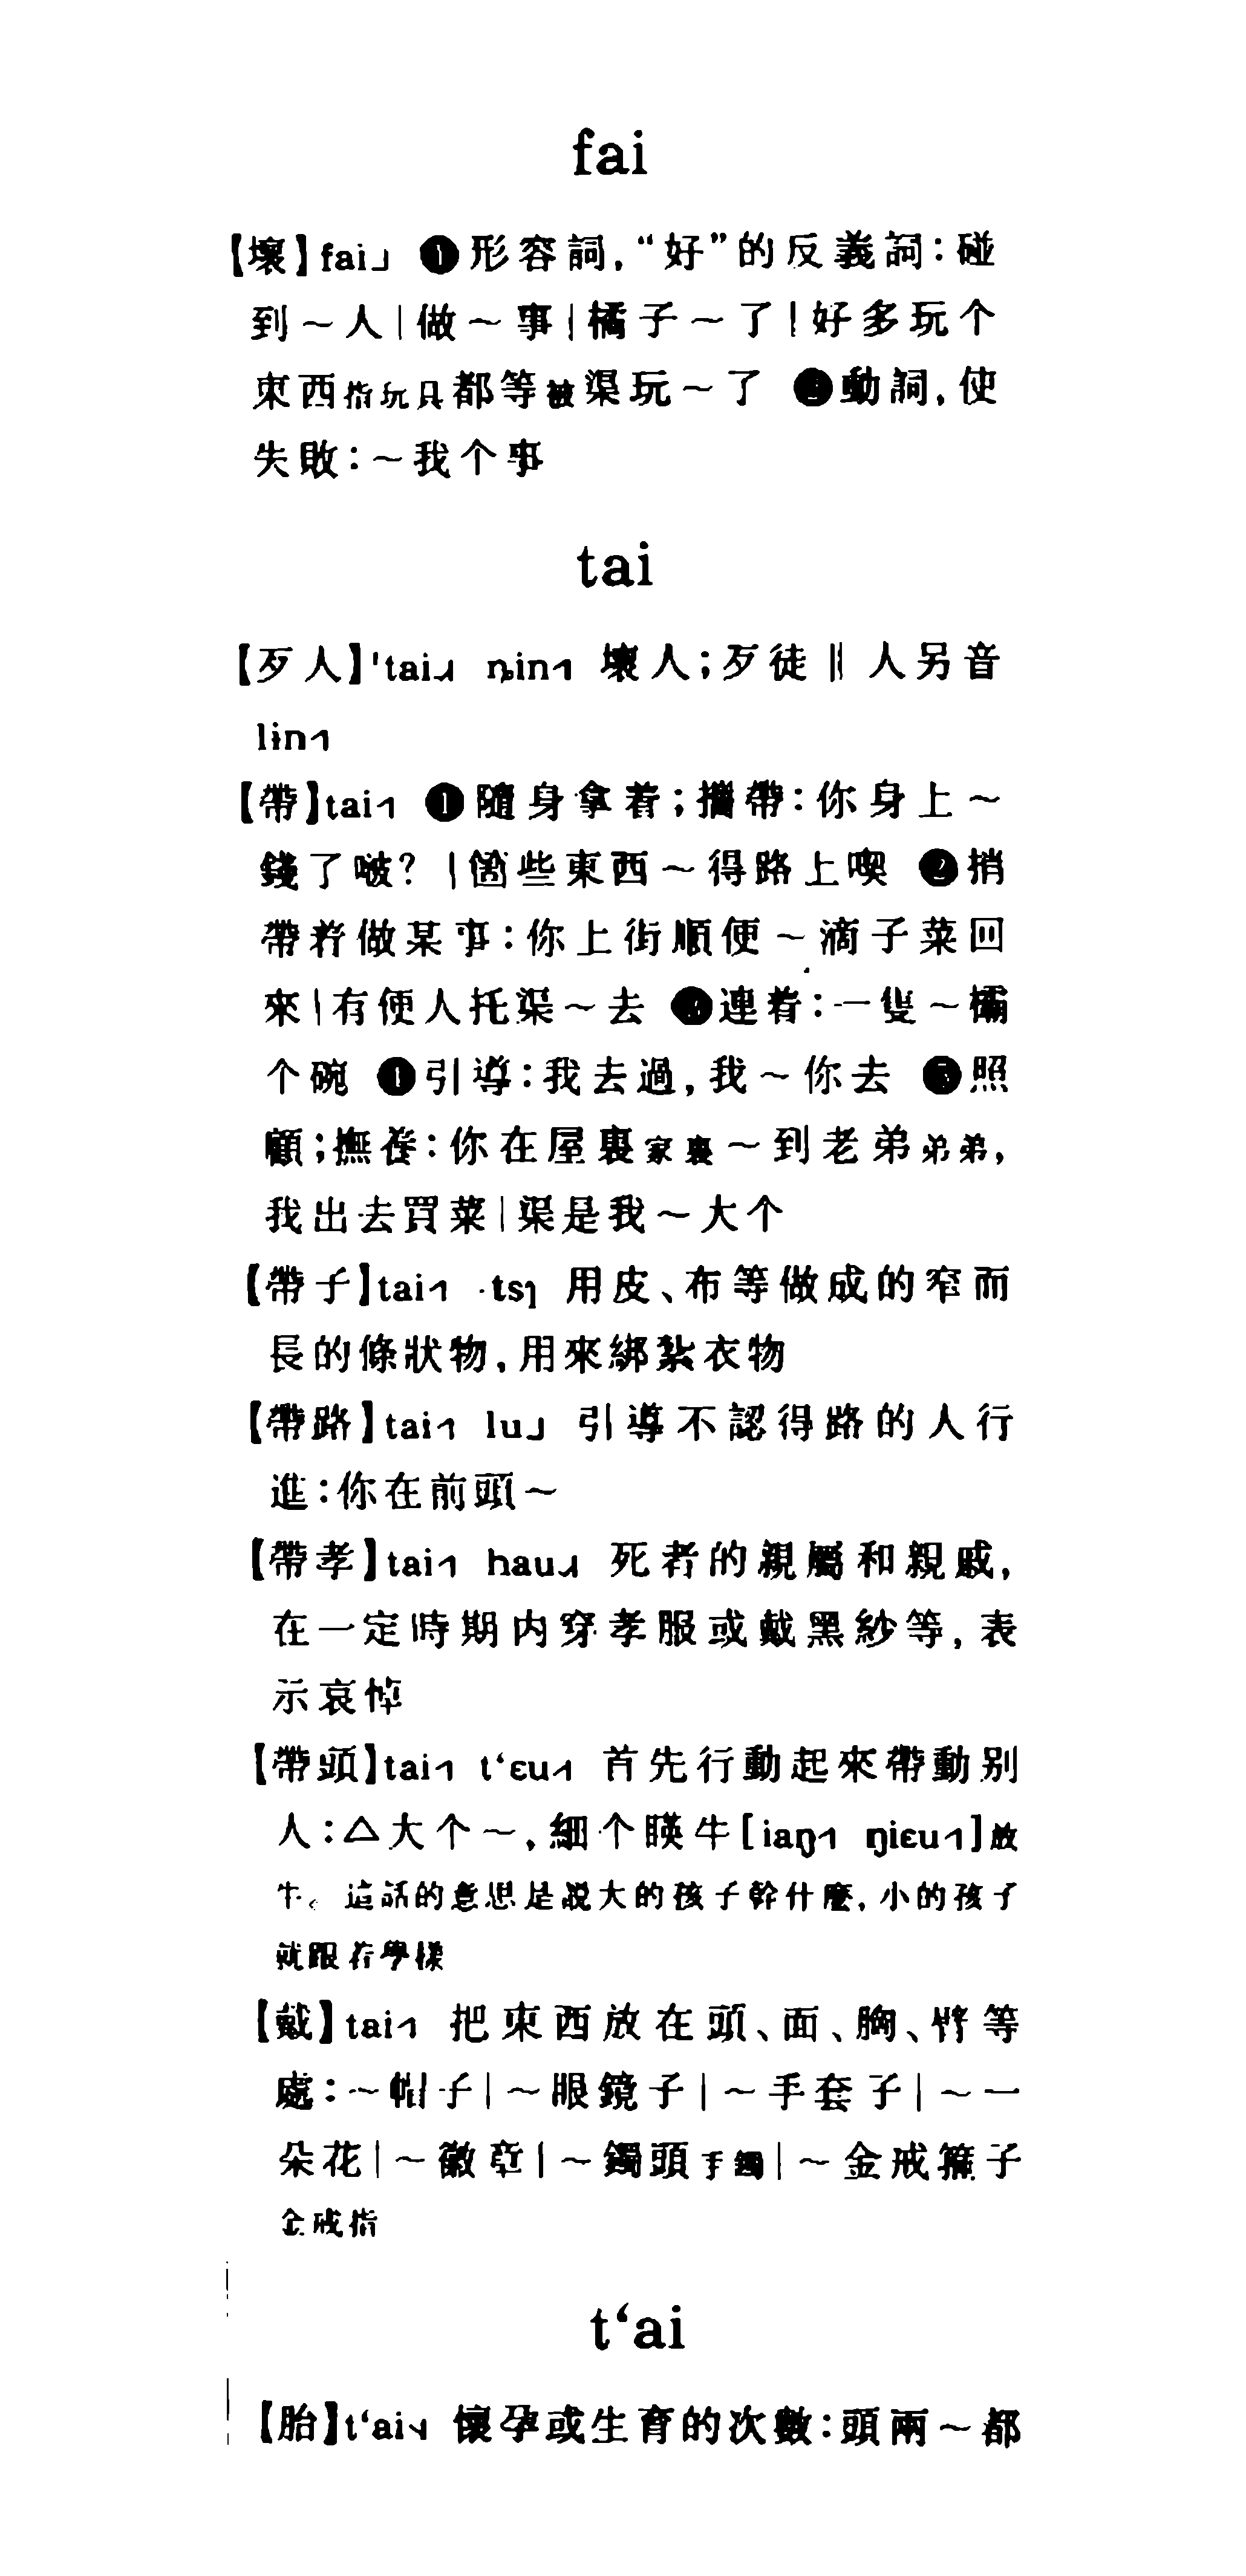 fai
【壞】fai˩ ❶形容詞，“好”的反義詞：碰
到～人|做～事|橘子～了|好多玩个
東西指玩具都等被渠玩～了 ❷動詞，使
失敗：～我个事
tai
【歹人】ˈtai ȵin 壞人；歹徒 ‖ 人另音
lin
【帶】tai ❶隨身拿着；攜帶：你身上～
錢了啵？|箇些東西～得路上喫 ❷捎
帶着做某事：你上街順便～滴子菜回
來|有便人托渠～去 ❸連着：一隻～
个碗 ❹引導：我去過，我～你去 ❺照
顧；撫養：你在屋裏家裏～到老弟弟弟，
我出去買菜|渠是我～大个
【帶子】tai ·tsɿ 用皮、布等做成的窄而
長的條狀物，用來綁紮衣物
【帶路】tai lu˩ 引導不認得路的人行
進：你在前頭～
【帶孝】tai hau 死者的親屬和親戚，
在一定時期内穿孝服或戴黑紗等，表
示哀悼
【帶頭】tai t‘ɛu 首先行動起來帶動别
人：△大个～，細个䁐牛[iaŋ ŋiɛu]放
牛。這話的意思是説大的孩子幹什麽，小的孩子
就跟着學樣
【戴】tai 把東西放在頭、面、胸、臂等
處：～帽子|～眼鏡子|～手套子|～一
朵花|～徽章|～鐲頭手鐲|～金戒箍子
金戒指
t‘ai
【胎】t‘ai 懷孕或生育的次數：頭兩～都